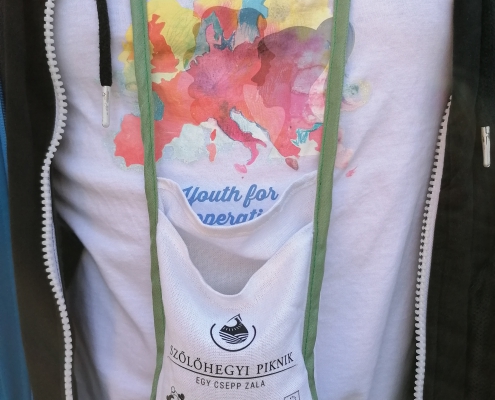 Youth for
SZŐLŐHEGYI PIKNIK
EGY CSEPP ZALA